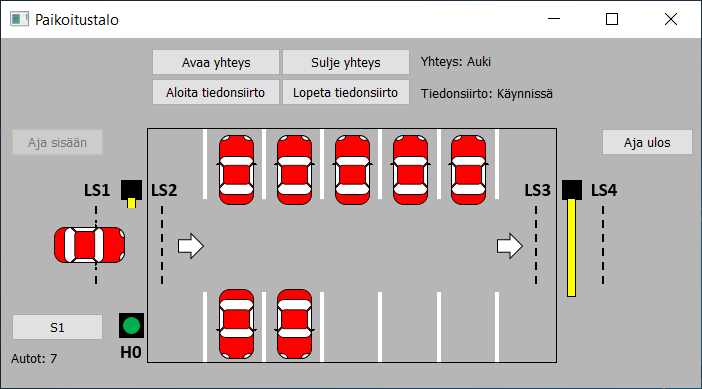 Paikoitustalo
Avaa yhteys Sulje yhteys Yhteys: Auki
Aloita tiedonsiirto Lopeta tiedonsiirto Tiedonsiirto: Käynnissä
Aja sisään Aja ulos
LS1 LS2 LS3 LS4
S1
Autot: 7 H0